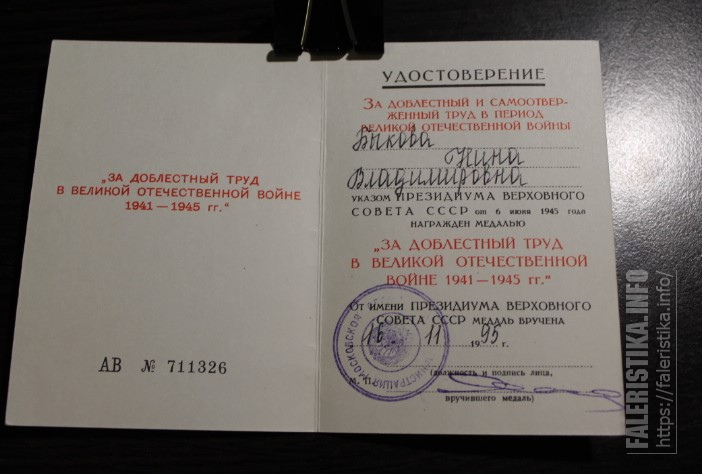 „ЗА ДОБЛЕСТНЫЙ ТРУД
В ВЕЛИКОЙ ОТЕЧЕСТВЕННОЙ ВОЙНЕ
1941—1945 гг.“
АВ № 711326
УДОСТОВЕРЕНИЕ
ЗА ДОБЛЕСТНЫЙ И САМООТВЕР-
ЖЕННЫЙ ТРУД В ПЕРИОД
ВЕЛИКОЙ ОТЕЧЕСТВЕННОЙ ВОЙНЫ
Быкова
Нина
Владимировна
УКАЗОМ ПРЕЗИДИУМА ВЕРХОВНОГО
СОВЕТА СССР от 6 июня 1945 года
НАГРАЖДЕН МЕДАЛЬЮ
„ЗА ДОБЛЕСТНЫЙ ТРУД
В ВЕЛИКОЙ ОТЕЧЕСТВЕННОЙ
ВОЙНЕ 1941—1945 гг.“
От имени ПРЕЗИДИУМА ВЕРХОВНОГО
СОВЕТА СССР МЕДАЛЬ ВРУЧЕНА
16 11 1995 г.
М. П.
(должность и подпись лица,
вручившего медаль)
МОСКОВСКОЙ
АДМИНИСТРАЦИЯ
FALERISTIKA.INFO
https://faleristika.info/